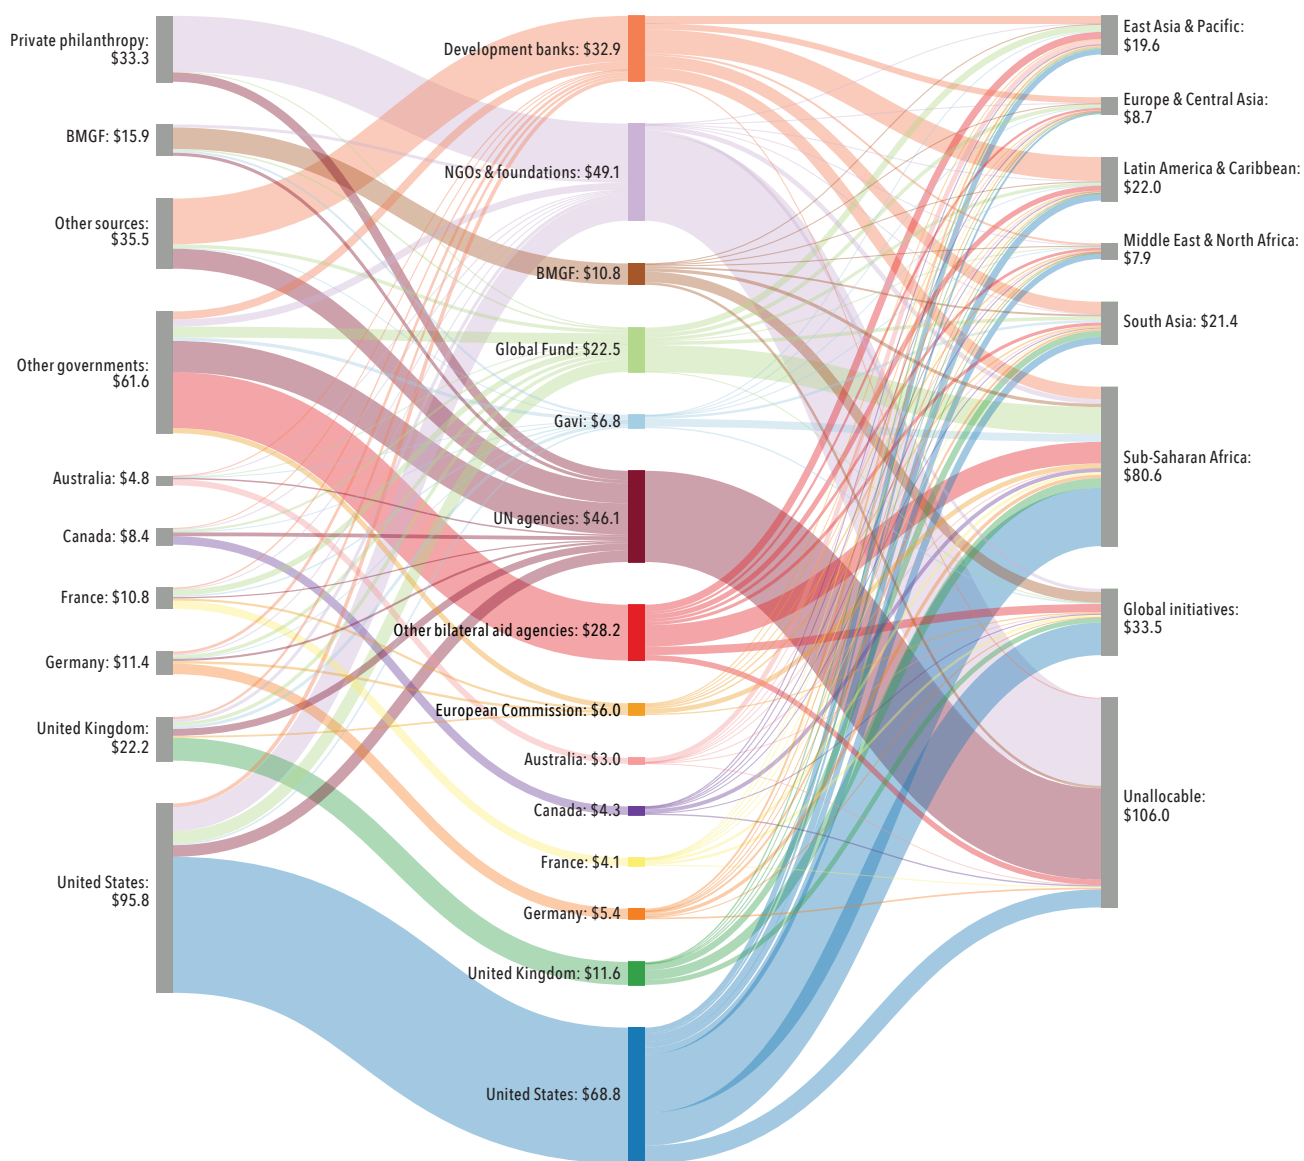 Private philanthropy:
$33.3
BMGF: $15.9
Other sources:
$35.5
Other governments:
$61.6
Australia: $4.8
Canada: $8.4
France: $10.8
Germany: $11.4
United Kingdom:
$22.2
United States:
$95.8
Development banks: $32.9
NGOs & foundations: $49.1
BMGF: $10.8
Global Fund: $22.5
Gavi: $6.8
UN agencies: $46.1
Other bilateral aid agencies: $28.2
European Commission: $6.0
Australia: $3.0
Canada: $4.3
France: $4.1
Germany: $5.4
United Kingdom: $11.6
United States: $68.8
East Asia & Pacific:
$19.6
Europe & Central Asia:
$8.7
Latin America & Caribbean:
$22.0
Middle East & North Africa:
$7.9
South Asia: $21.4
Sub-Saharan Africa:
$80.6
Global initiatives:
$33.5
Unallocable:
$106.0